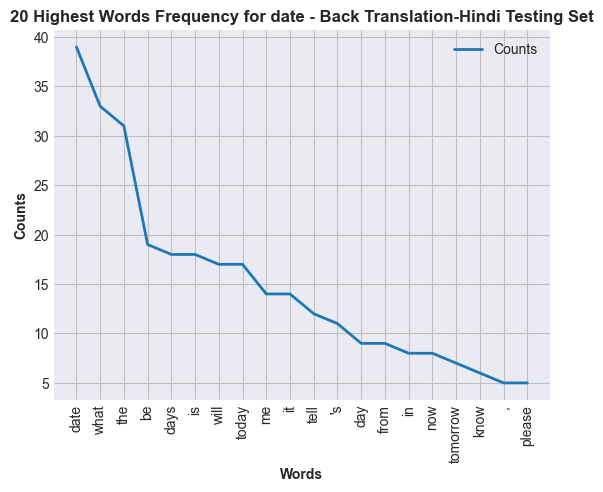 20 Highest Words Frequency for date - Back Translation-Hindi Testing Set
Counts
40
35
30
25
20
15
10
5
Counts
date
what
the
be
days
is
will
today
me
it
tell
's
day
from
in
now
tomorrow
know
,
please
Words